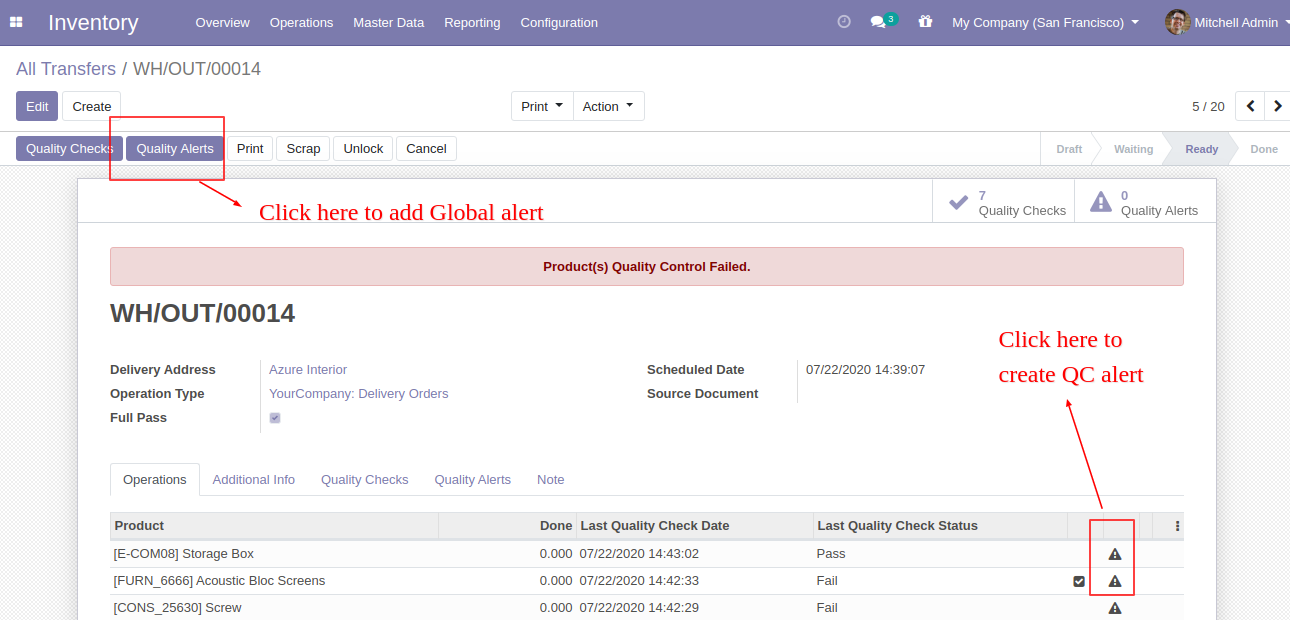 Inventory Overview Operations Master Data Reporting Configuration 3 My Company (San Francisco) Mitchell Admin
All Transfers / WH/OUT/00014
Edit Create Print Action 5 / 20
Quality Checks Quality Alerts Print Scrap Unlock Cancel Draft Waiting Ready Done
7 Quality Checks 0 Quality Alerts
Click here to add Global alert
Product(s) Quality Control Failed.
WH/OUT/00014
Click here to
create QC alert
Delivery Address Azure Interior Scheduled Date 07/22/2020 14:39:07
Operation Type YourCompany: Delivery Orders Source Document
Full Pass
Operations Additional Info Quality Checks Quality Alerts Note
Product Done Last Quality Check Date Last Quality Check Status
[E-COM08] Storage Box 0.000 07/22/2020 14:43:02 Pass
[FURN_6666] Acoustic Bloc Screens 0.000 07/22/2020 14:42:33 Fail
[CONS_25630] Screw 0.000 07/22/2020 14:42:29 Fail